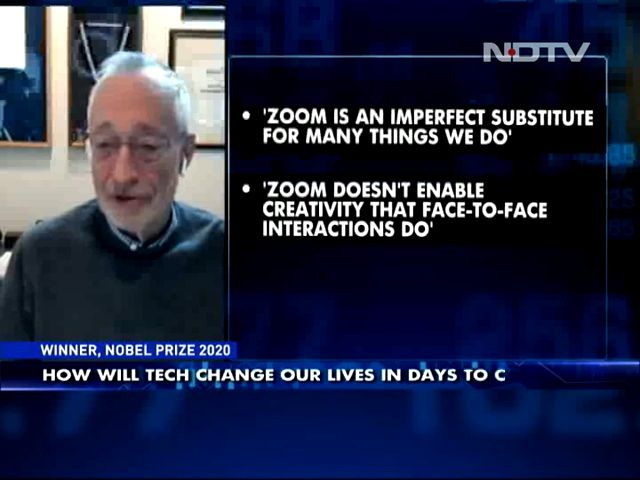 NDTV
• 'ZOOM IS AN IMPERFECT SUBSTITUTE
FOR MANY THINGS WE DO'
• 'ZOOM DOESN'T ENABLE
CREATIVITY THAT FACE-TO-FACE
INTERACTIONS DO'
WINNER, NOBEL PRIZE 2020
HOW WILL TECH CHANGE OUR LIVES IN DAYS TO C